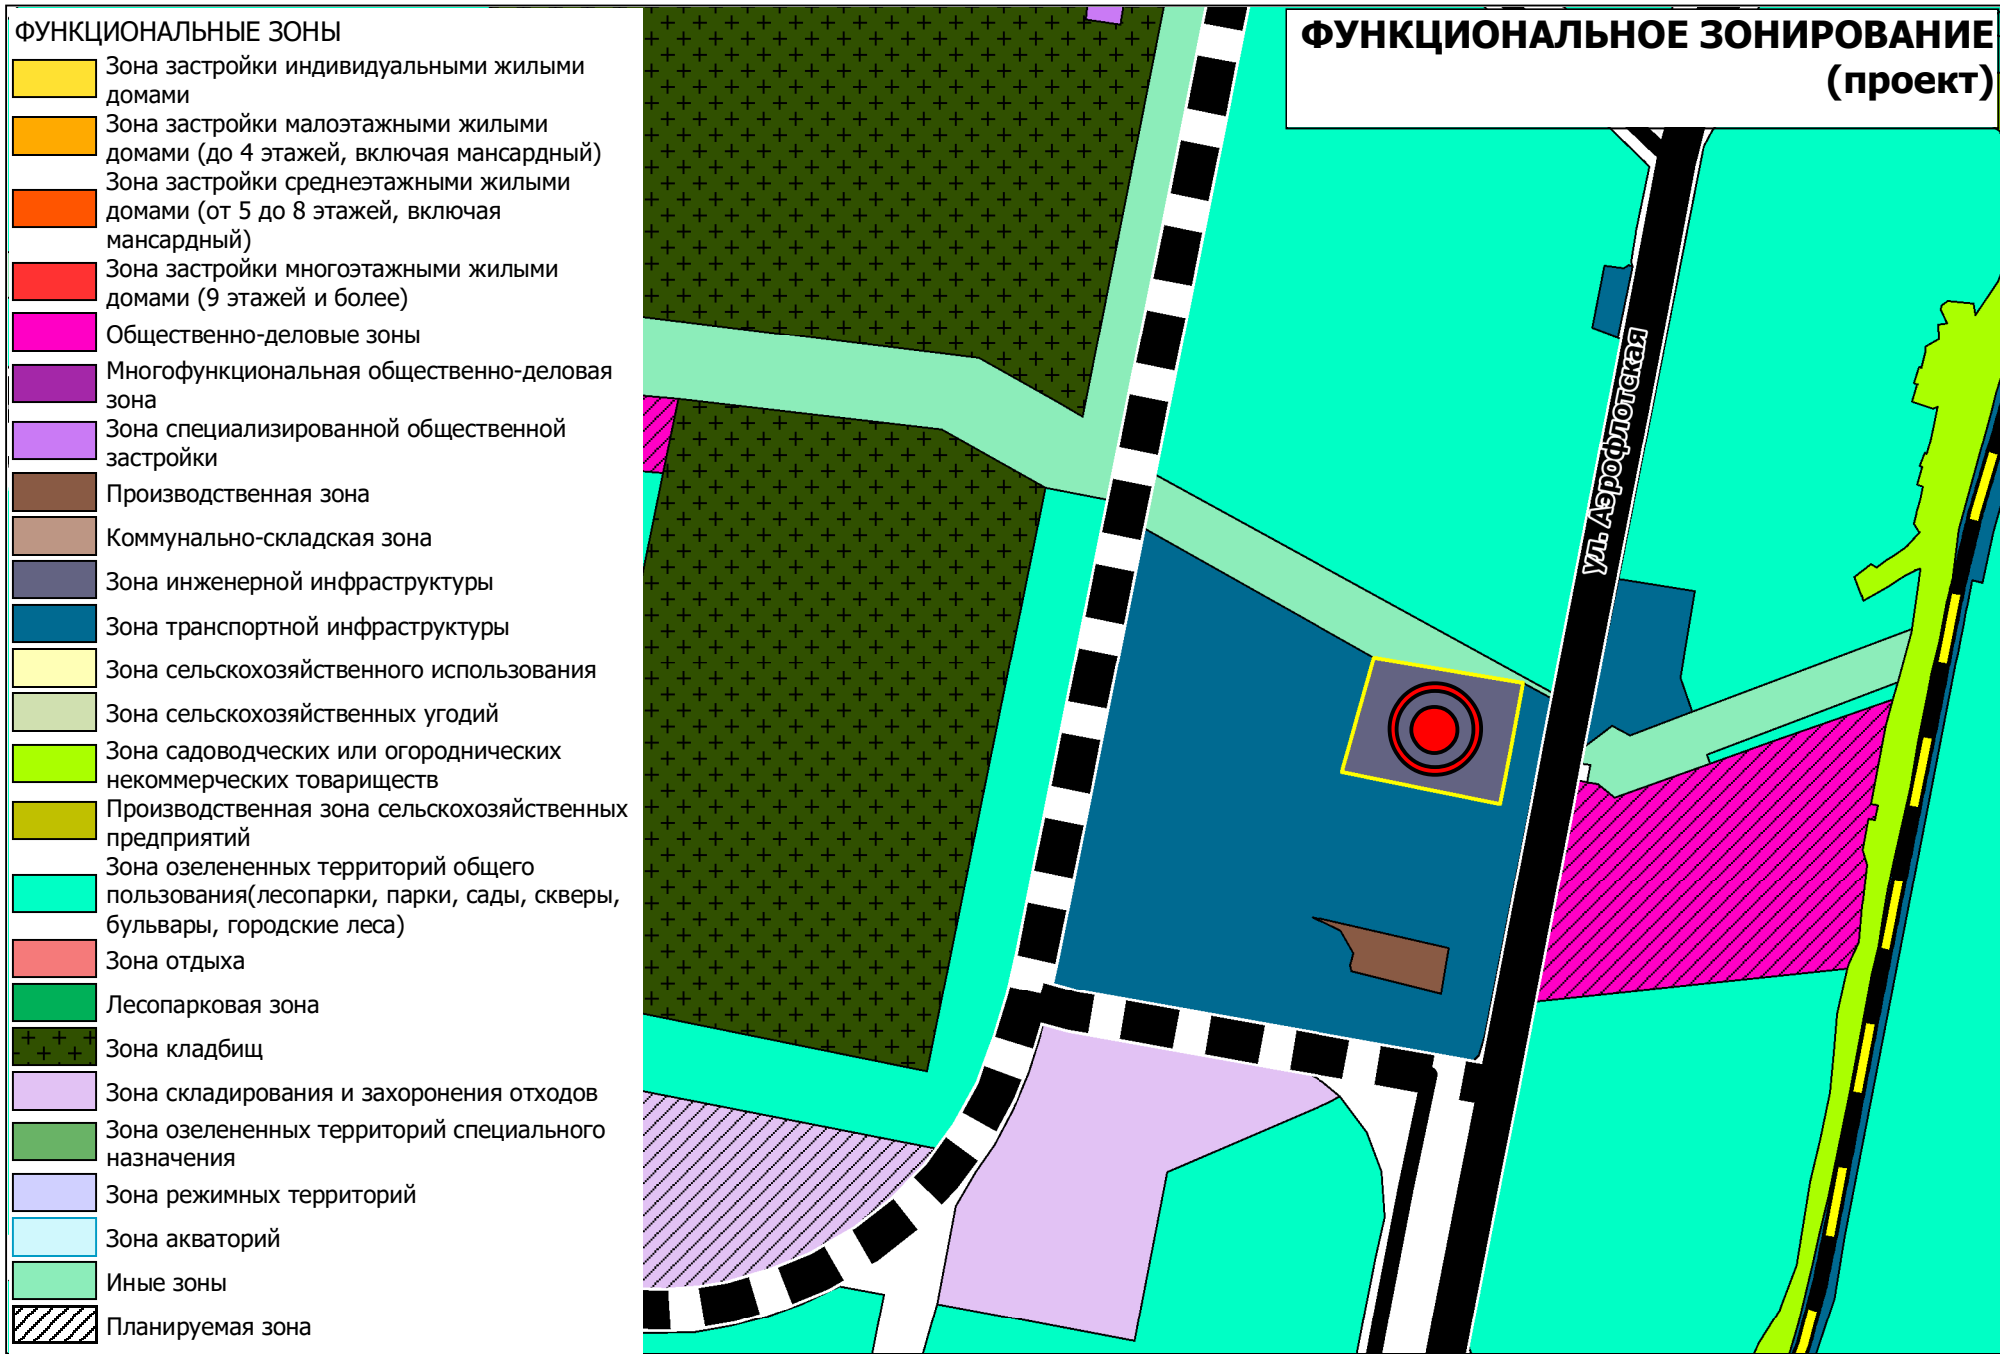 ФУНКЦИОНАЛЬНЫЕ ЗОНЫ
Зона застройки индивидуальными жилыми
домами
Зона застройки малоэтажными жилыми
домами (до 4 этажей, включая мансардный)
Зона застройки среднеэтажными жилыми
домами (от 5 до 8 этажей, включая
мансардный)
Зона застройки многоэтажными жилыми
домами (9 этажей и более)
Общественно-деловые зоны
Многофункциональная общественно-деловая
зона
Зона специализированной общественной
застройки
Производственная зона
Коммунально-складская зона
Зона инженерной инфраструктуры
Зона транспортной инфраструктуры
Зона сельскохозяйственного использования
Зона сельскохозяйственных угодий
Зона садоводческих или огороднических
некоммерческих товариществ
Производственная зона сельскохозяйственных
предприятий
Зона озелененных территорий общего
пользования(лесопарки, парки, сады, скверы,
бульвары, городские леса)
Зона отдыха
Лесопарковая зона
Зона кладбищ
Зона складирования и захоронения отходов
Зона озелененных территорий специального
назначения
Зона режимных территорий
Зона акваторий
Иные зоны
Планируемая зона
ФУНКЦИОНАЛЬНОЕ ЗОНИРОВАНИЕ
(проект)
ул. Аэрофлотская